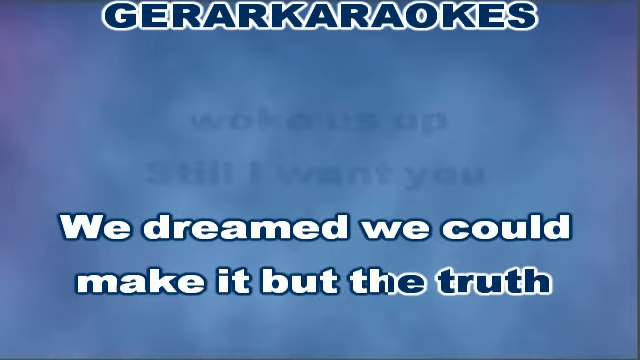 GERARKARAOKES
woke us up
Still I want you
We dreamed we could
make it but the truth